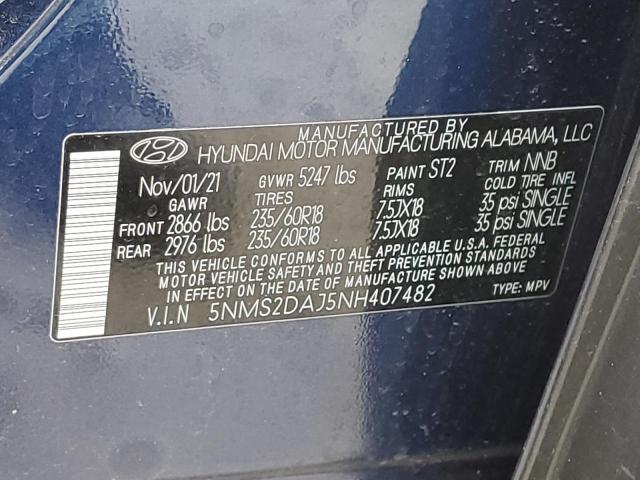 MANUFACTURED BY
HYUNDAI MOTOR MANUFACTURING ALABAMA, LLC
Nov/01/21 GVWR 5247 lbs PAINT ST2 TRIM NNB
GAWR TIRES RIMS COLD TIRE INFL
FRONT 2866 lbs 235/60R18 7.5JX18 35 psi SINGLE
REAR 2976 lbs 235/60R18 7.5JX18 35 psi SINGLE
THIS VEHICLE CONFORMS TO ALL APPLICABLE U.S.A. FEDERAL
MOTOR VEHICLE SAFETY AND THEFT PREVENTION STANDARDS
IN EFFECT ON THE DATE OF MANUFACTURE SHOWN ABOVE.
V.I.N 5NMS2DAJ5NH407482 TYPE: MPV